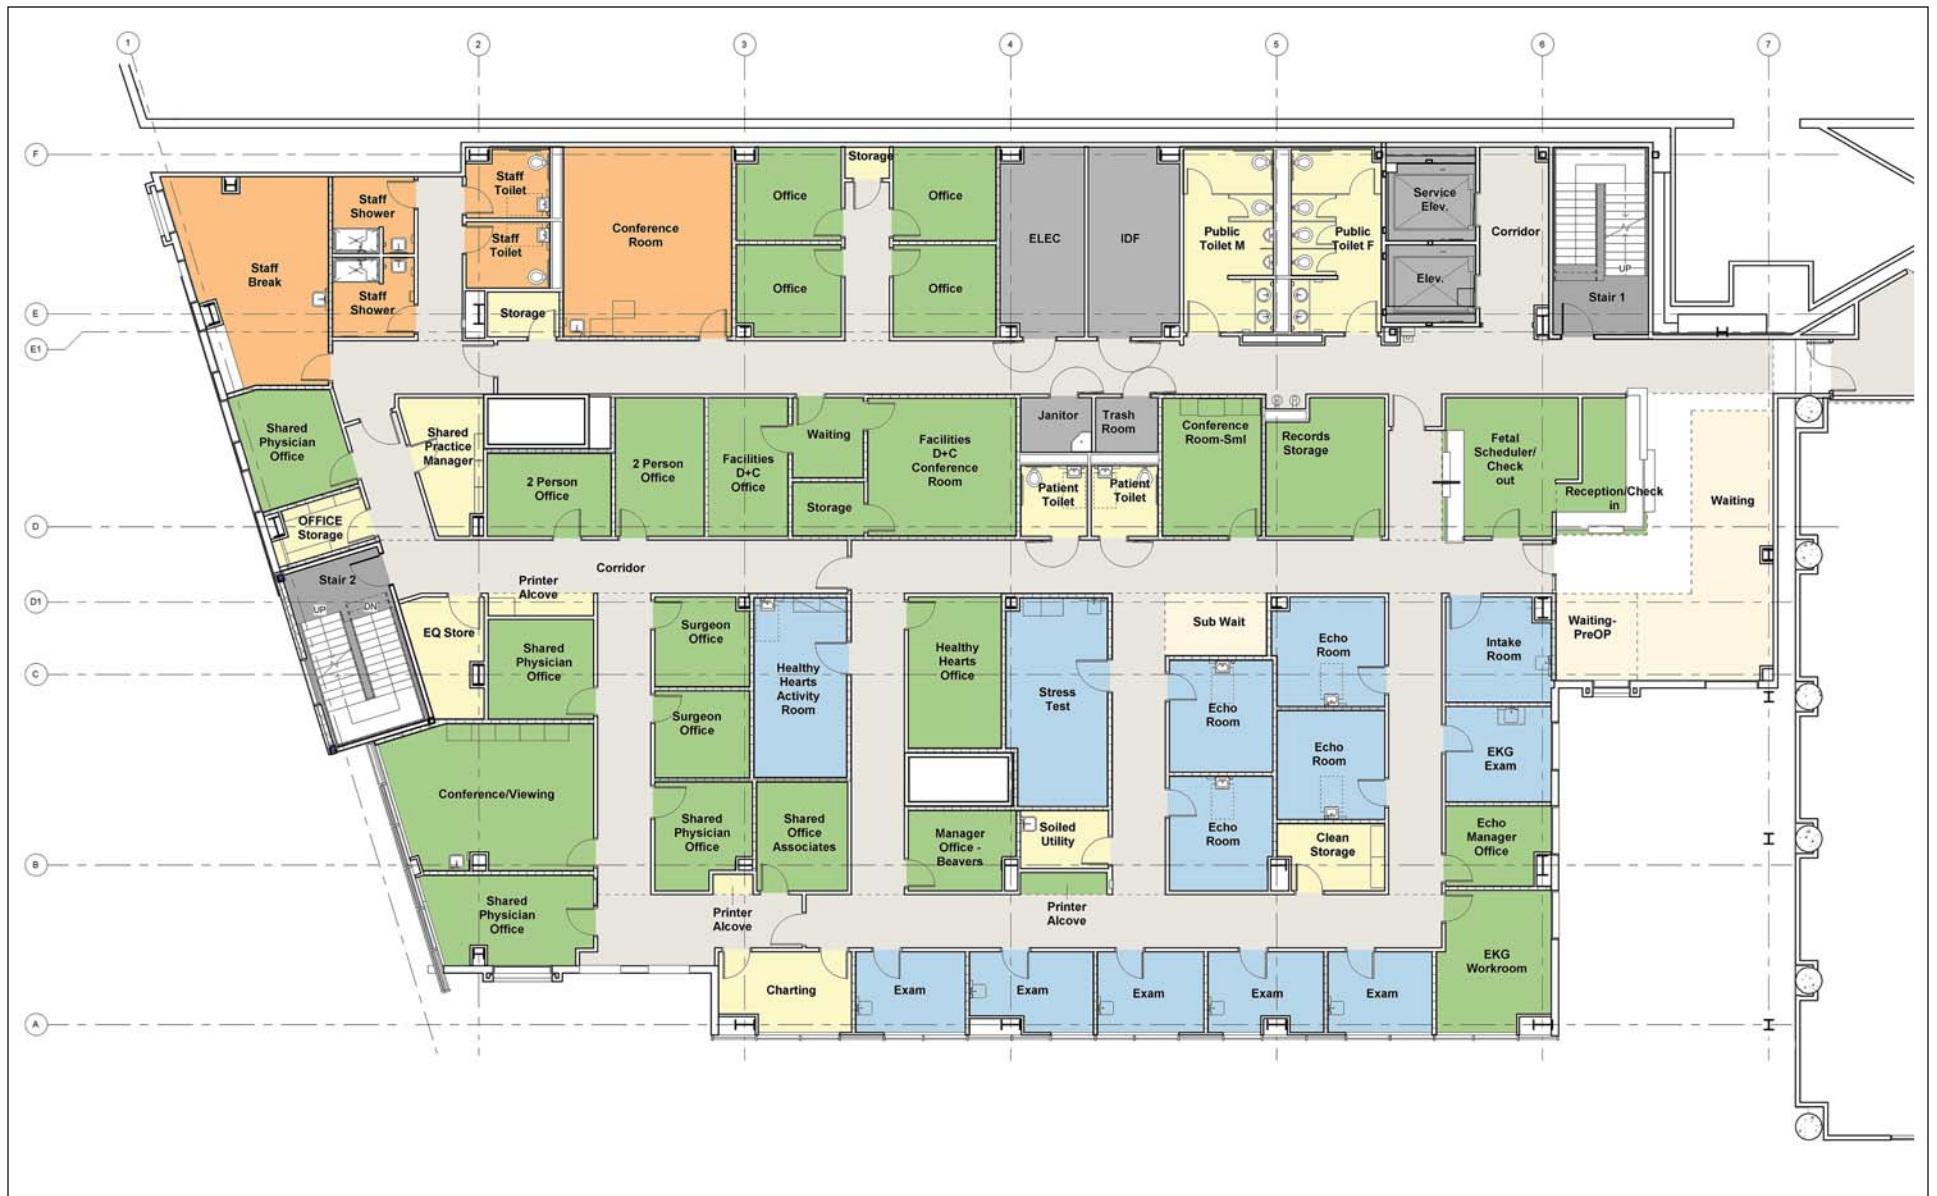 1
2
3
4
5
6
7
F
E
E1
D
D1
C
B
A
Staff
Break
Staff
Shower
Staff
Shower
Staff
Toilet
Staff
Toilet
Storage
Conference
Room
Office
Office
Storage
Office
Office
ELEC
IDF
Public
Toilet M
Public
Toilet F
Service
Elev.
Elev.
Corridor
UP
Stair 1
Shared
Physician
Office
Shared
Practice
Manager
2 Person
Office
2 Person
Office
Facilities
D+C
Office
Waiting
Storage
Facilities
D+C
Conference
Room
Janitor
Trash
Room
Patient
Toilet
Patient
Toilet
Conference
Room-Sml
Records
Storage
Fetal
Scheduler/
Check
out
Reception/Check
in
Waiting
OFFICE
Storage
Stair 2
UP
DN
Corridor
Printer
Alcove
EQ Store
Shared
Physician
Office
Surgeon
Office
Surgeon
Office
Healthy
Hearts
Activity
Room
Healthy
Hearts
Office
Stress
Test
Sub Wait
Echo
Room
Echo
Room
Echo
Room
Echo
Room
Intake
Room
Waiting-
PreOP
EKG
Exam
Conference/Viewing
Shared
Physician
Office
Shared
Office
Associates
Manager
Office -
Beavers
Soiled
Utility
Clean
Storage
Echo
Manager
Office
Shared
Physician
Office
Printer
Alcove
Printer
Alcove
EKG
Workroom
Charting
Exam
Exam
Exam
Exam
Exam